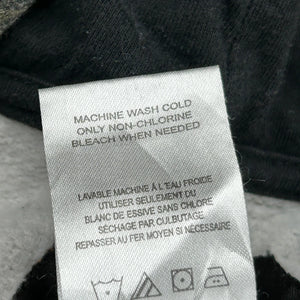 MACHINE WASH COLD
ONLY NON-CHLORINE
BLEACH WHEN NEEDED
LAVABLE MACHINE À L'EAU FROIDE
UTILISER SEULEMENT DU
BLANC DE ESSIVE SANS CHLORE
SÉCHAGE PAR CULBUTAGE
REPASSER AU FER MOYEN SI NÉCESSAIRE